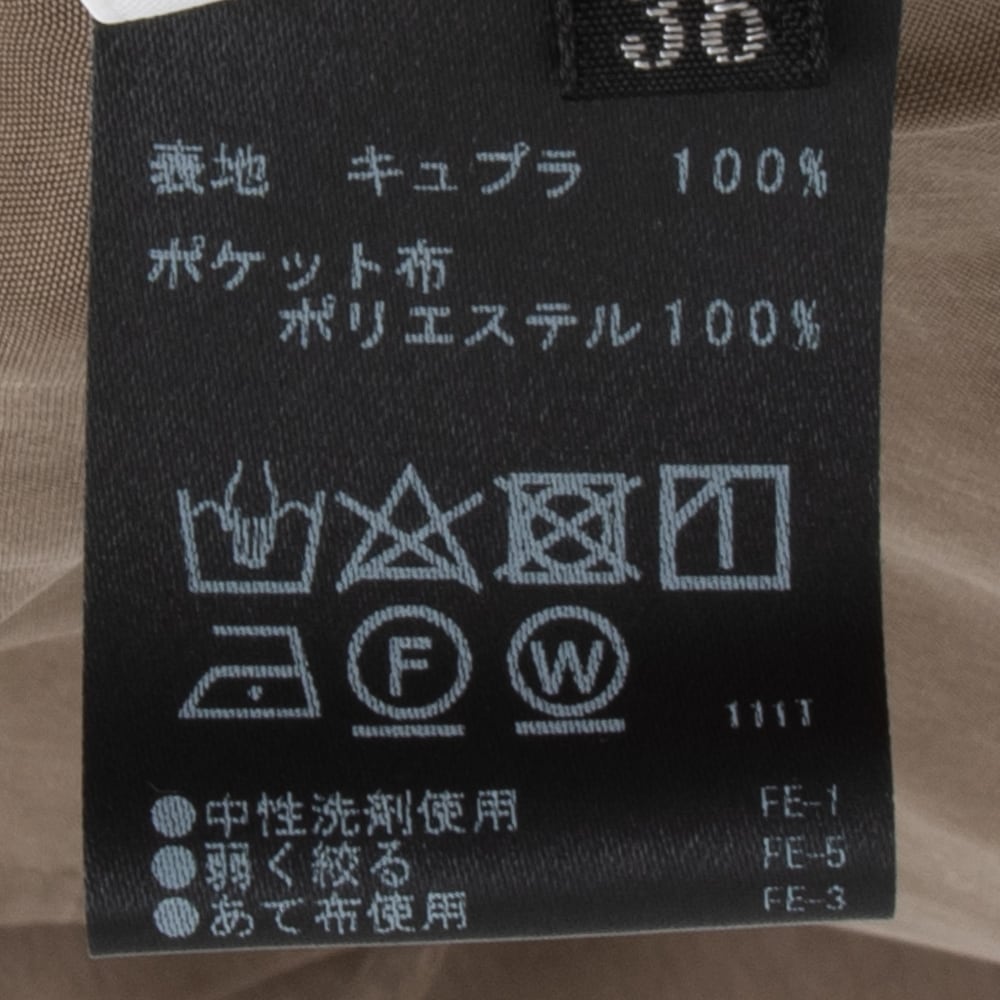 36
表地 キュプラ 100%
ポケット布
ポリエステル100%
F W
111T
●中性洗剤使用 FE-1
●弱く絞る FE-5
●あて布使用 FE-3